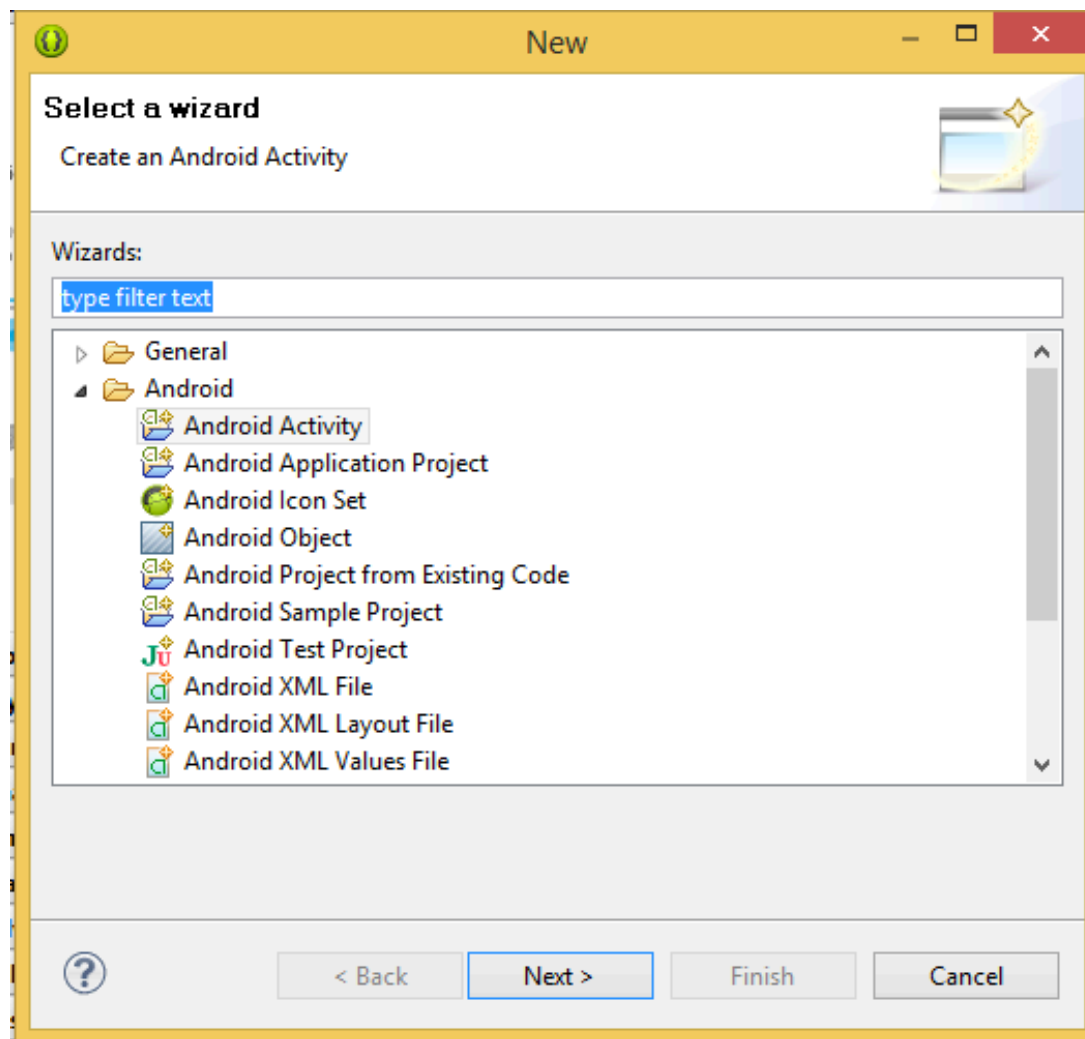 New
Select a wizard
Create an Android Activity
Wizards:
type filter text
General
Android
Android Activity
Android Application Project
Android Icon Set
Android Object
Android Project from Existing Code
Android Sample Project
Android Test Project
Android XML File
Android XML Layout File
Android XML Values File
< Back Next > Finish Cancel